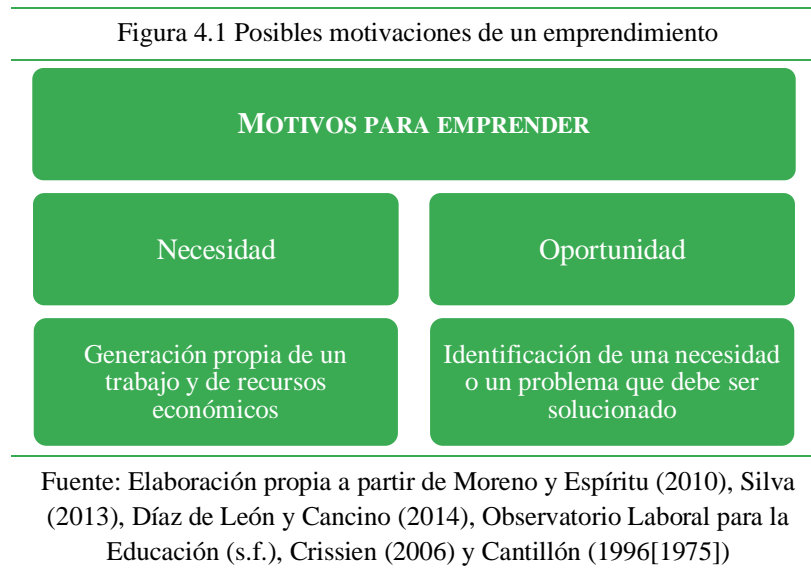 Figura 4.1 Posibles motivaciones de un emprendimiento
MOTIVOS PARA EMPRENDER
Necesidad
Oportunidad
Generación propia de un
trabajo y de recursos
económicos
Identificación de una necesidad
o un problema que debe ser
solucionado
Fuente: Elaboración propia a partir de Moreno y Espíritu (2010), Silva
(2013), Díaz de León y Cancino (2014), Observatorio Laboral para la
Educación (s.f.), Crissien (2006) y Cantillón (1996[1975])